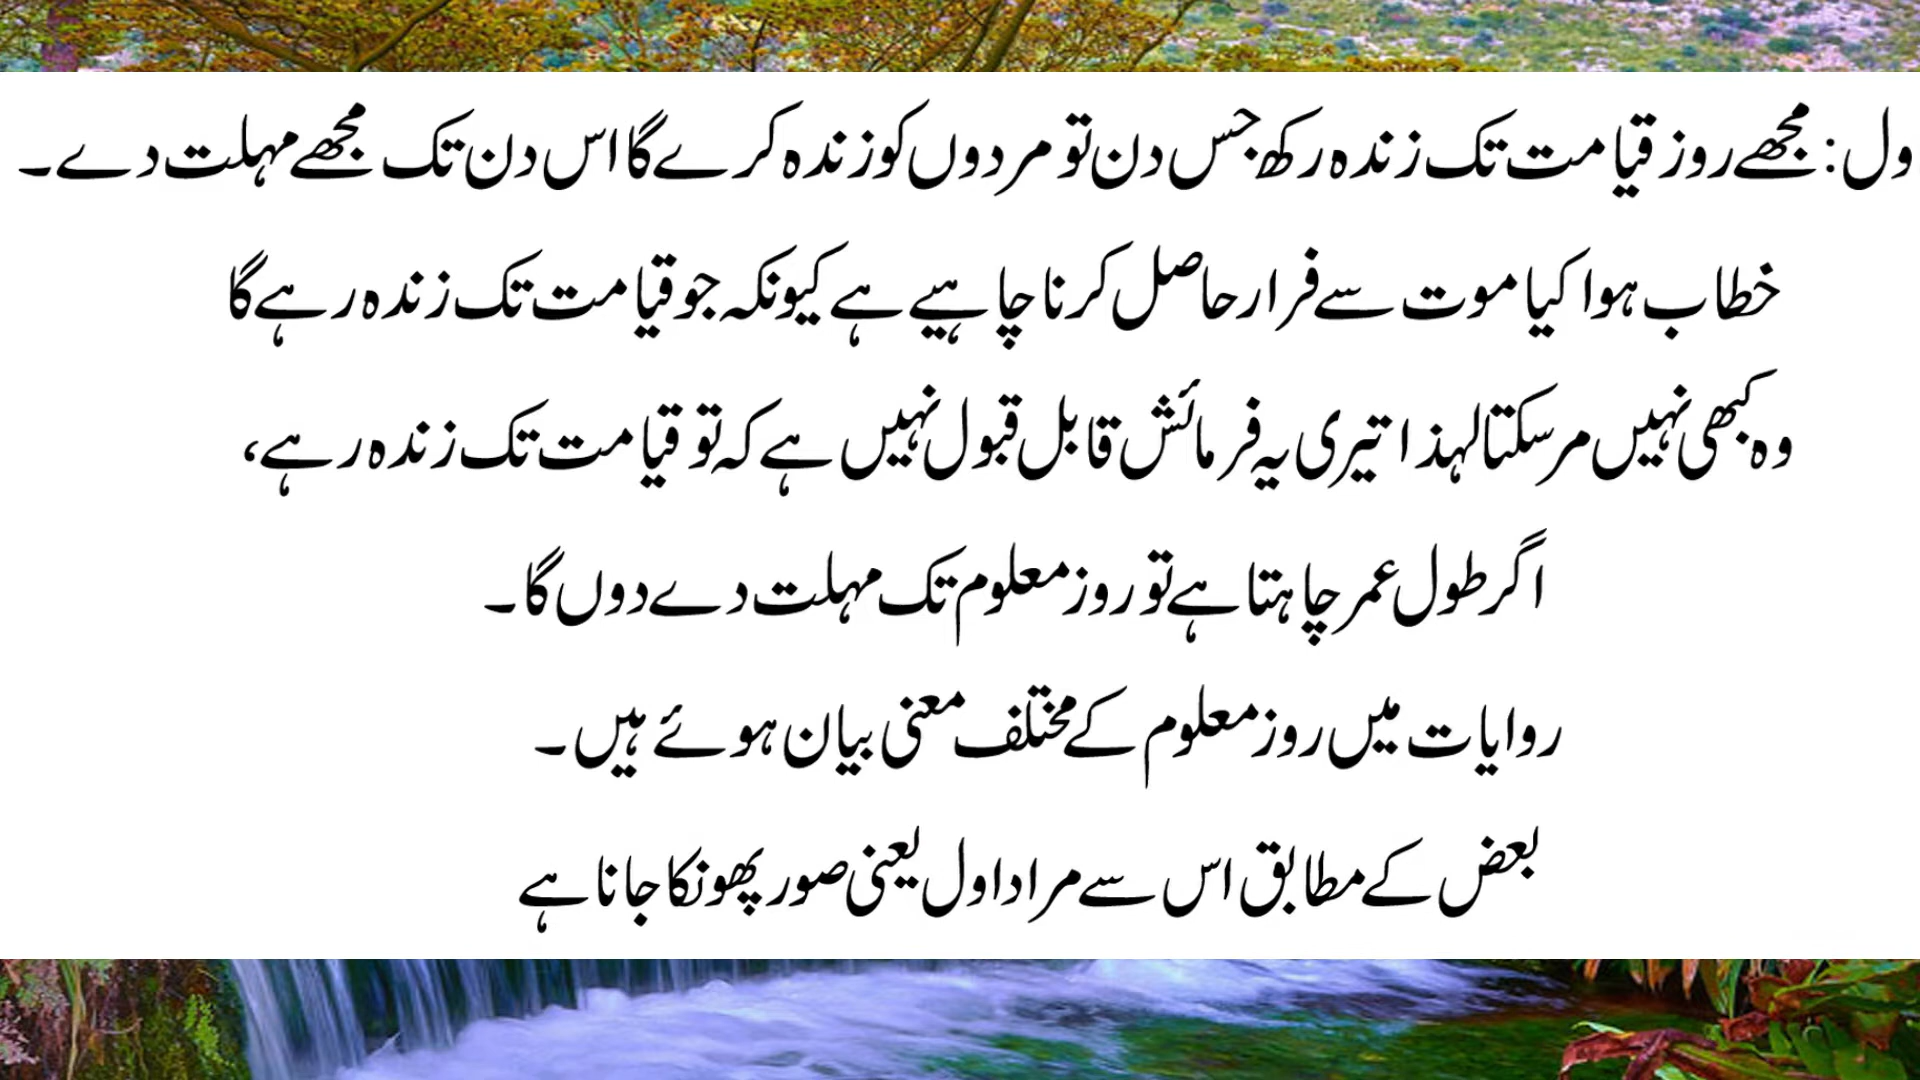 ول: مجھے روز قیامت تک زندہ رکھ جس دن تو مردوں کو زندہ کرے گا اس دن تک مجھے مہلت دے۔
خطاب ہوا کیا موت سے فرار حاصل کرنا چاہیے ہے کیونکہ جو قیامت تک زندہ رہے گا
وہ کبھی نہیں مر سکتا لہذا تیری یہ فرمائش قابل قبول نہیں ہے کہ تو قیامت تک زندہ رہے،
اگر طول عمر چاہتا ہے تو روز معلوم تک مہلت دے دوں گا۔
روایات میں روز معلوم کے مختلف معنی بیان ہوئے ہیں۔
بعض کے مطابق اس سے مراد اول یعنی صور پھونکا جانا ہے